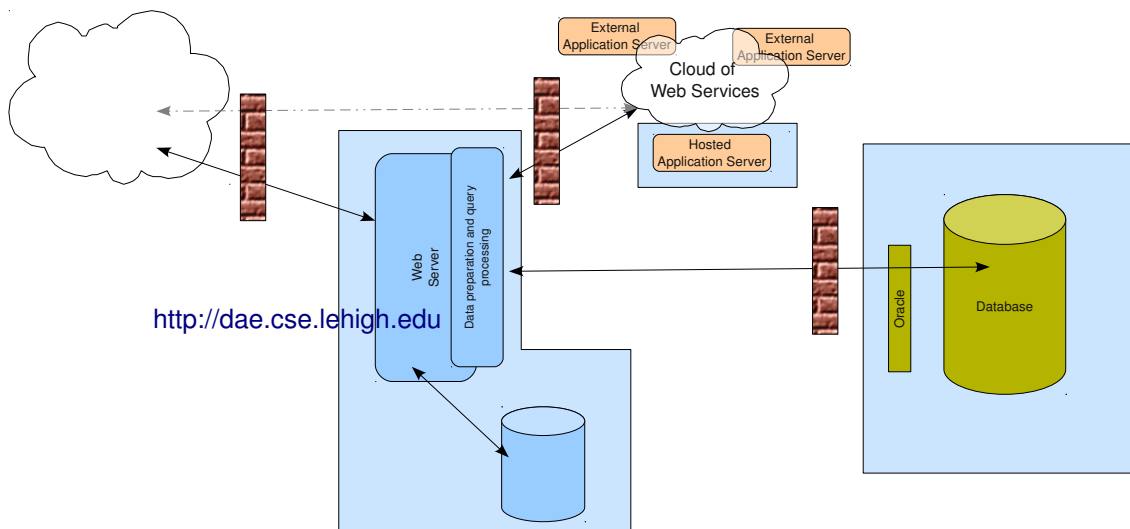 External
Application Server
External
Application Server
Cloud of
Web Services
Hosted
Application Server
Web
Server
Data preparation and query
processing
http://dae.cse.lehigh.edu
Oracle
Database